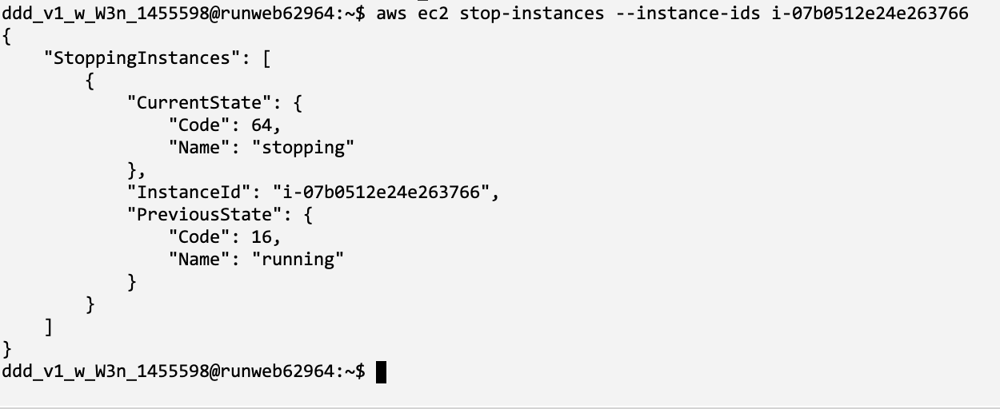 ddd_v1_w_W3n_1455598@runweb62964:~$ aws ec2 stop-instances --instance-ids i-07b0512e24e263766
{
    "StoppingInstances": [
        {
            "CurrentState": {
                "Code": 64,
                "Name": "stopping"
            },
            "InstanceId": "i-07b0512e24e263766",
            "PreviousState": {
                "Code": 16,
                "Name": "running"
            }
        }
    ]
}
ddd_v1_w_W3n_1455598@runweb62964:~$